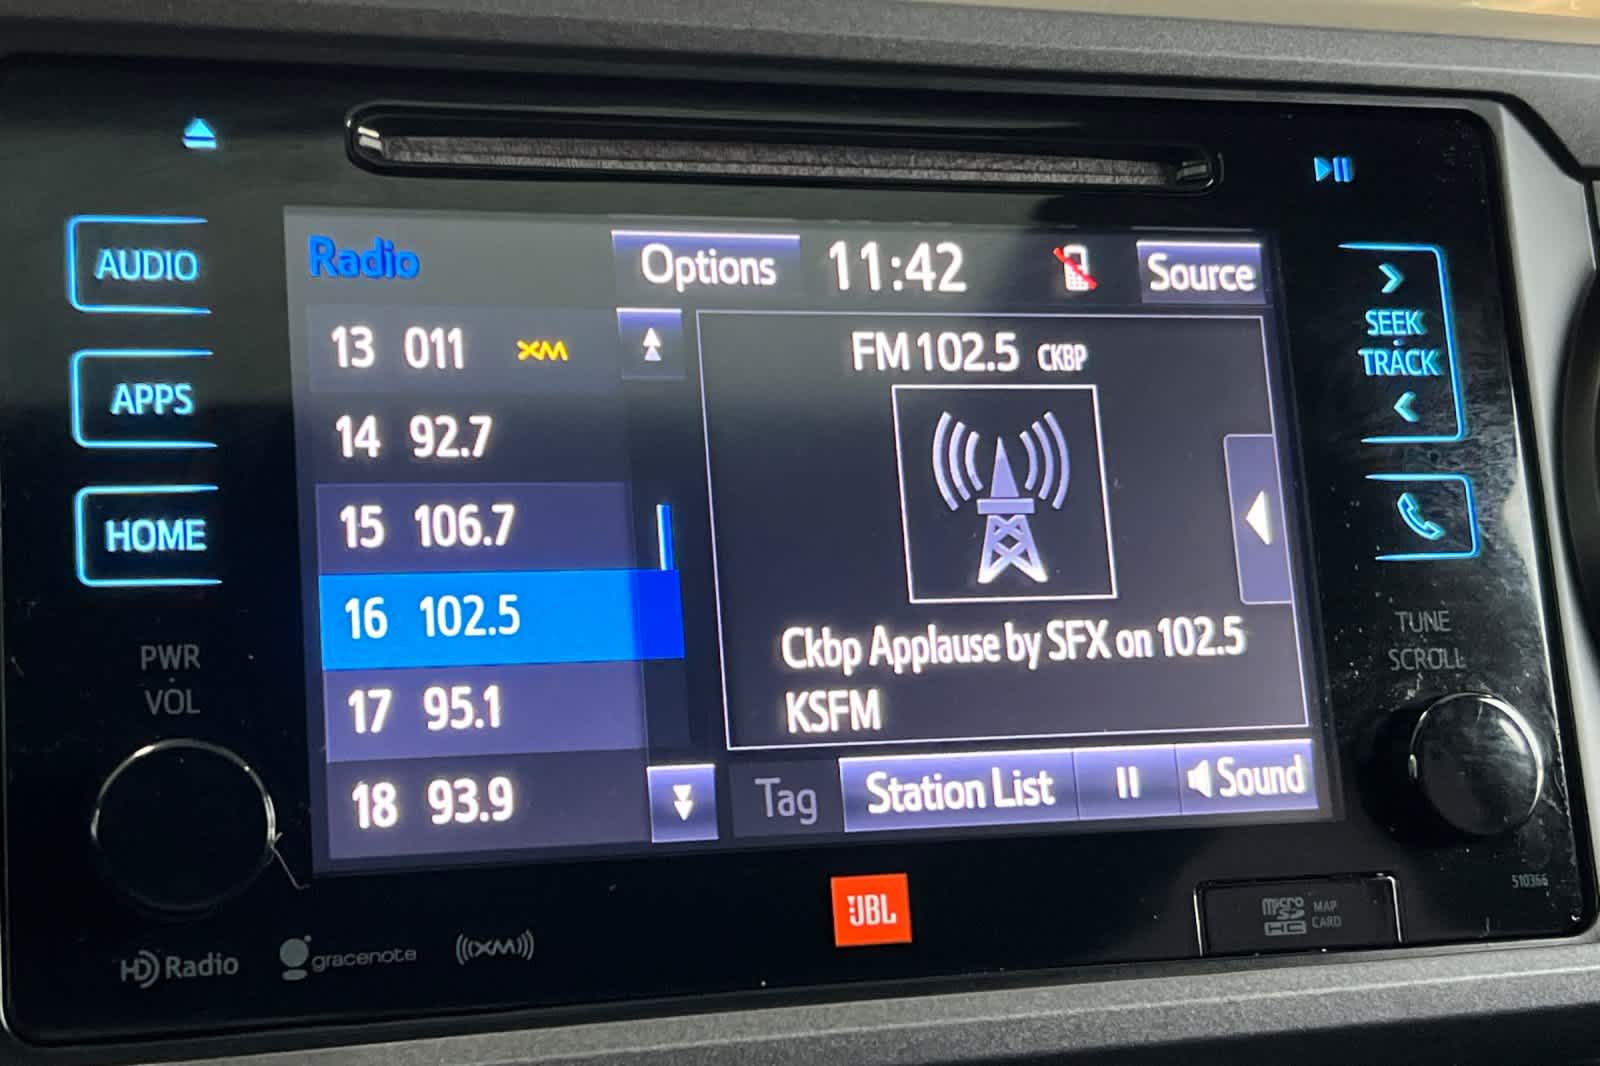 AUDIO
APPS
HOME
PWR
VOL
Radio
Options
11:42
Source
13 011 XM
14 92.7
15 106.7
16 102.5
17 95.1
18 93.9
FM 102.5 CKBP
Ckbp Applause by SFX on 102.5
KSFM
Tag
Station List
Sound
SEEK
TRACK
TUNE
SCROLL
510366
JBL
micro
SD
HC
MAP
CARD
HD Radio
gracenote
((XM))